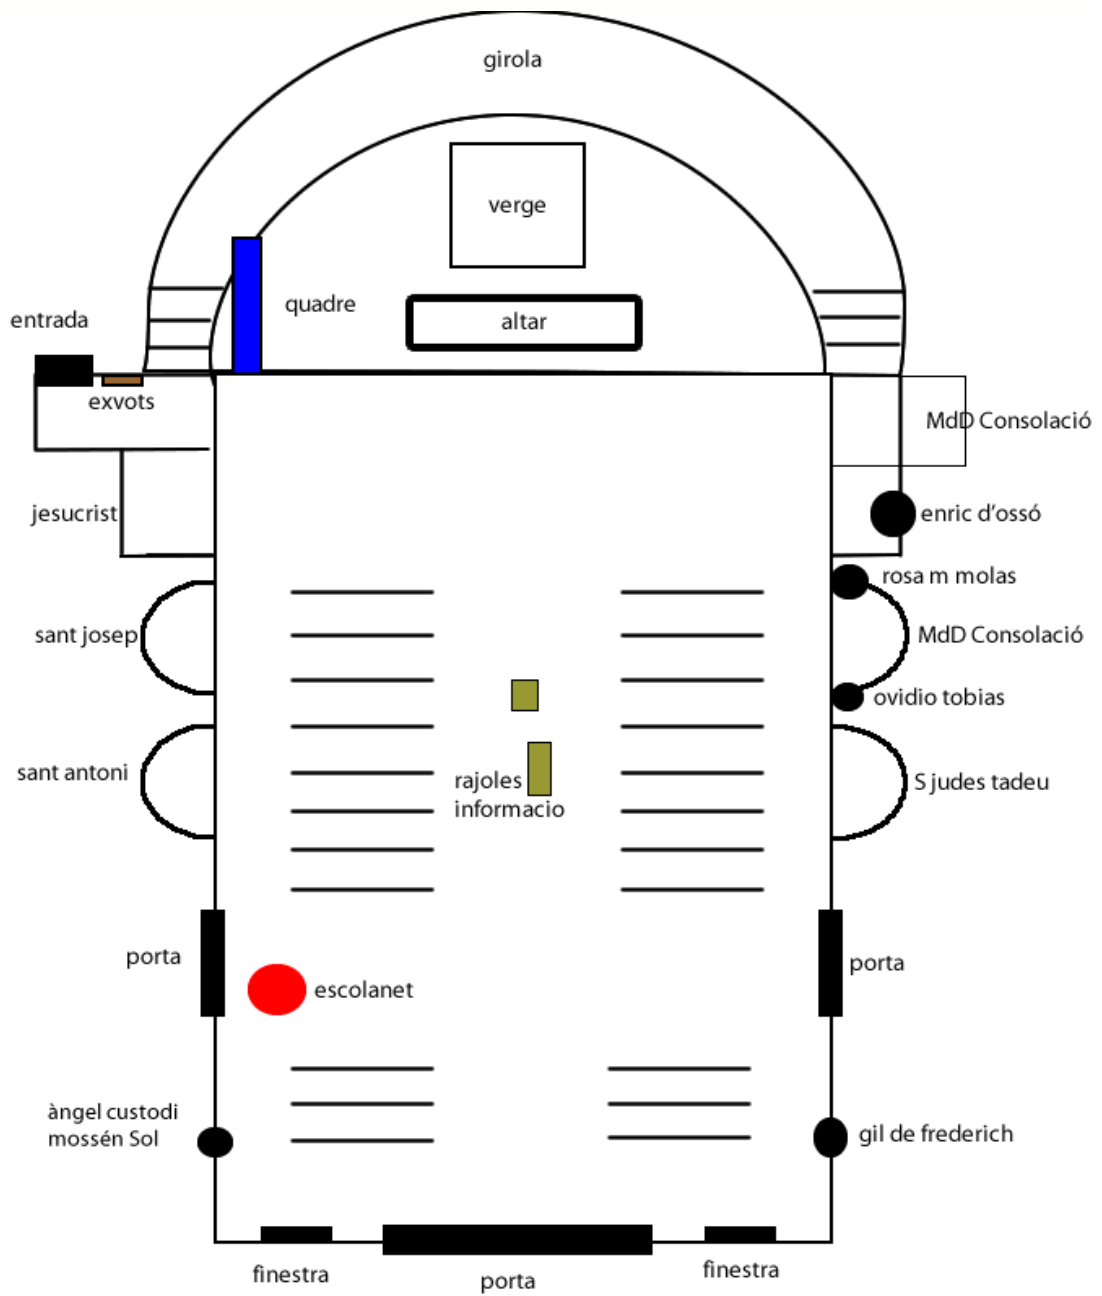 girola
verge
quadre
altar
entrada
exvots
MdD Consolació
jesucrist
enric d'ossó
rosa m molas
sant josep
MdD Consolació
ovidio tobias
sant antoni
rajoles
informacio
S judes tadeu
porta
porta
escolanet
àngel custodi
mossén Sol
gil de frederich
finestra
porta
finestra